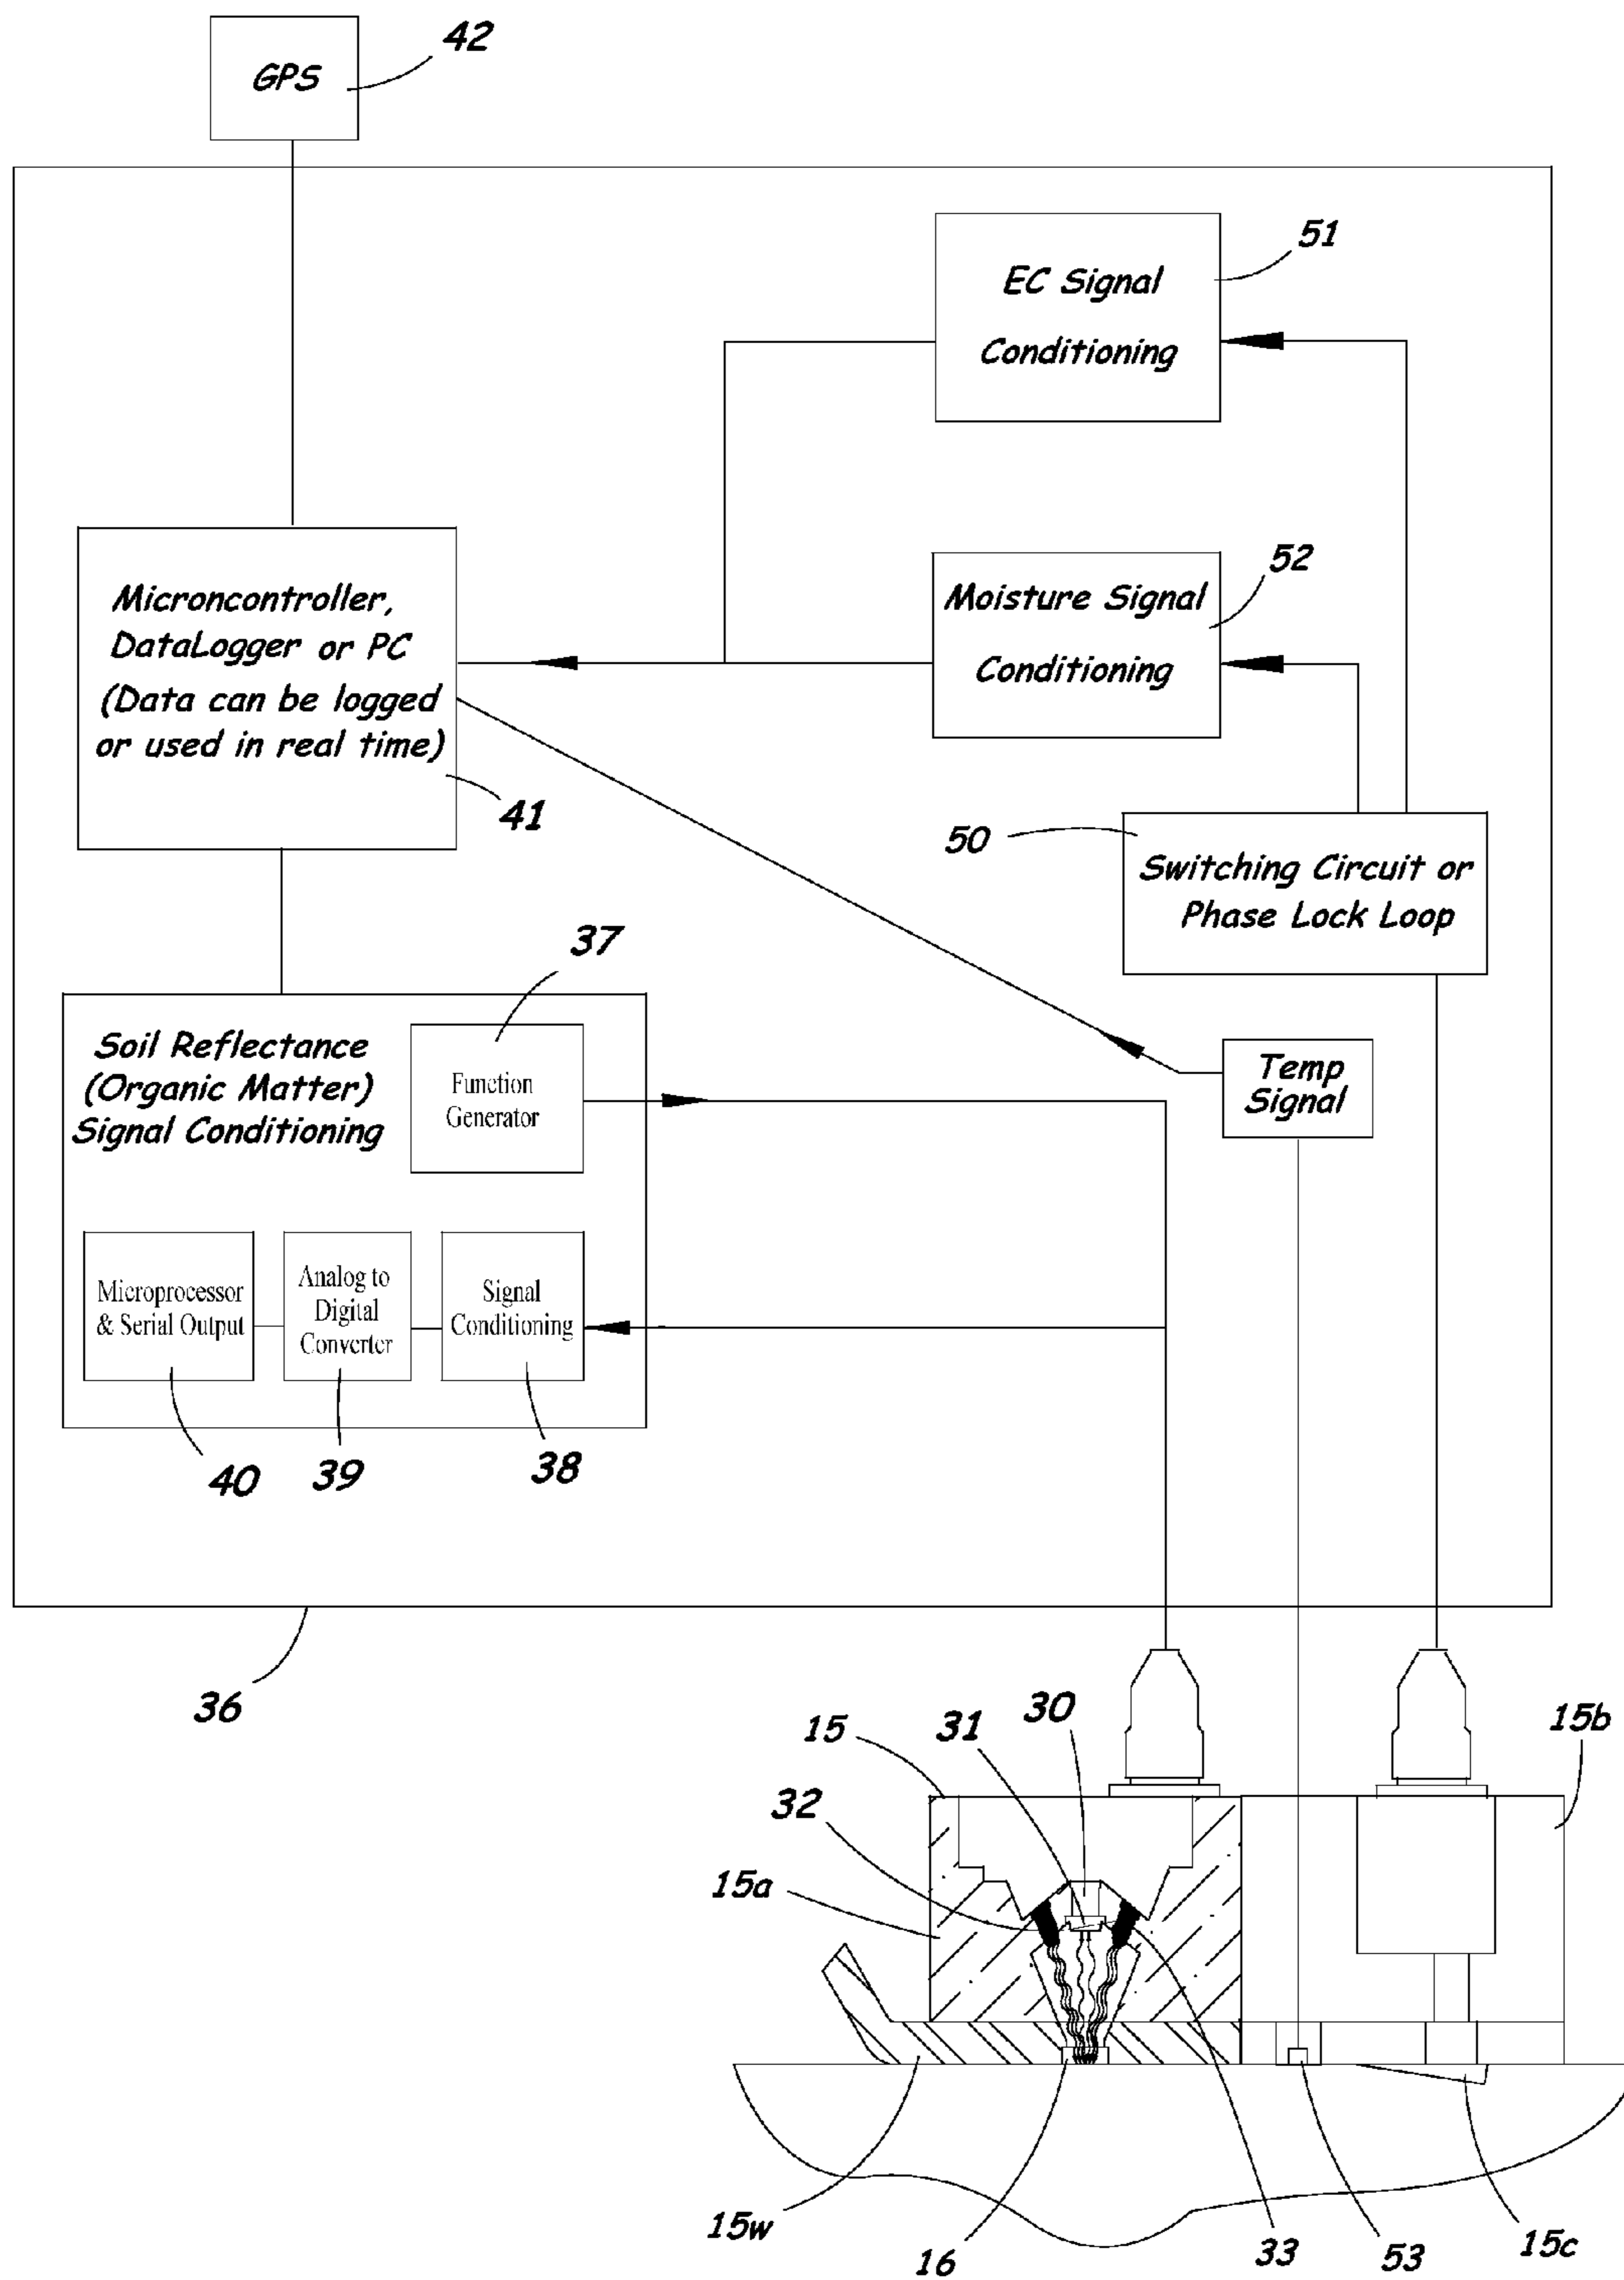 42
GPS
51
EC Signal
Conditioning
52
Moisture Signal
Conditioning
Microncontroller,
DataLogger or PC
(Data can be logged
or used in real time)
41
50
Switching Circuit or
Phase Lock Loop
37
Soil Reflectance
(Organic Matter)
Signal Conditioning
Function
Generator
Temp
Signal
Microprocessor
& Serial Output
Analog to
Digital
Converter
Signal
Conditioning
40
39
38
36
15
31
30
15b
32
15a
15w
16
33
53
15c